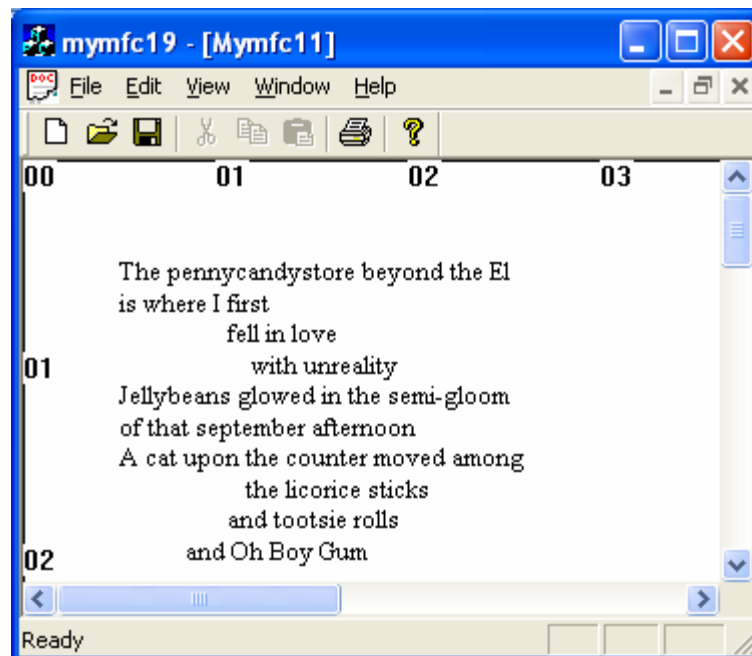 mymfc19 - [Mymfc11]
File Edit View Window Help
00 01 02 03
The pennycandystore beyond the El
is where I first
fell in love
01 with unreality
Jellybeans glowed in the semi-gloom
of that september afternoon
A cat upon the counter moved among
the licorice sticks
and tootsie rolls
02 and Oh Boy Gum
Ready